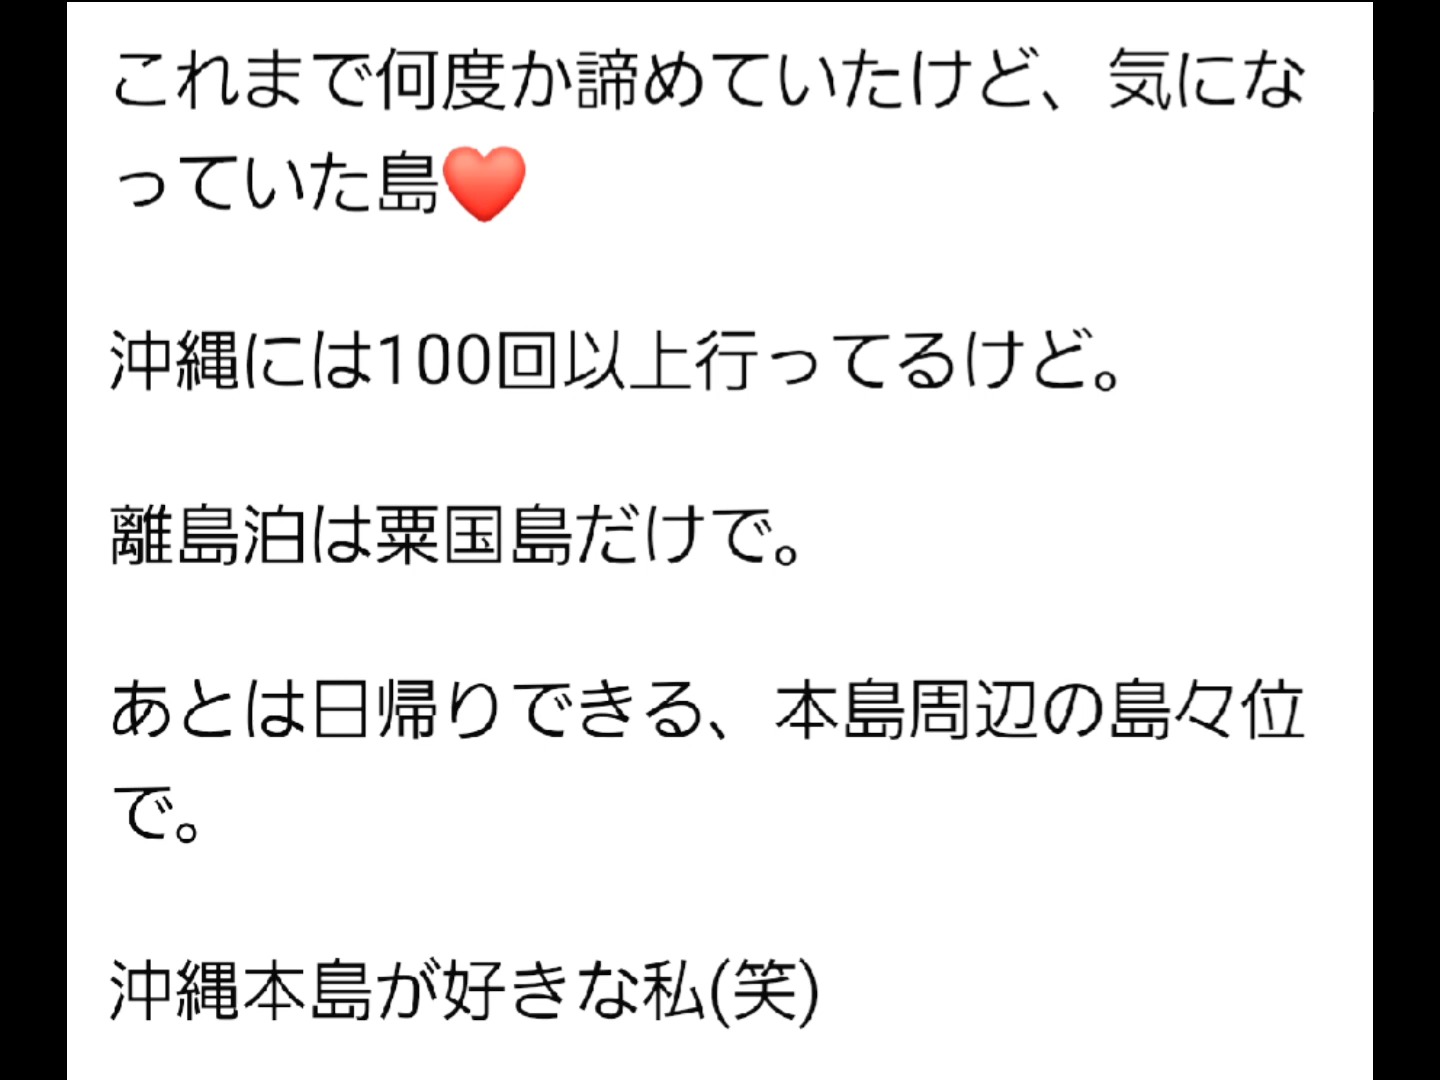 これまで何度か諦めていたけど、気にな
っていた島❤️
沖縄には100回以上行ってるけど。
離島泊は粟国島だけで。
あとは日帰りできる、本島周辺の島々位
で。
沖縄本島が好きな私(笑)